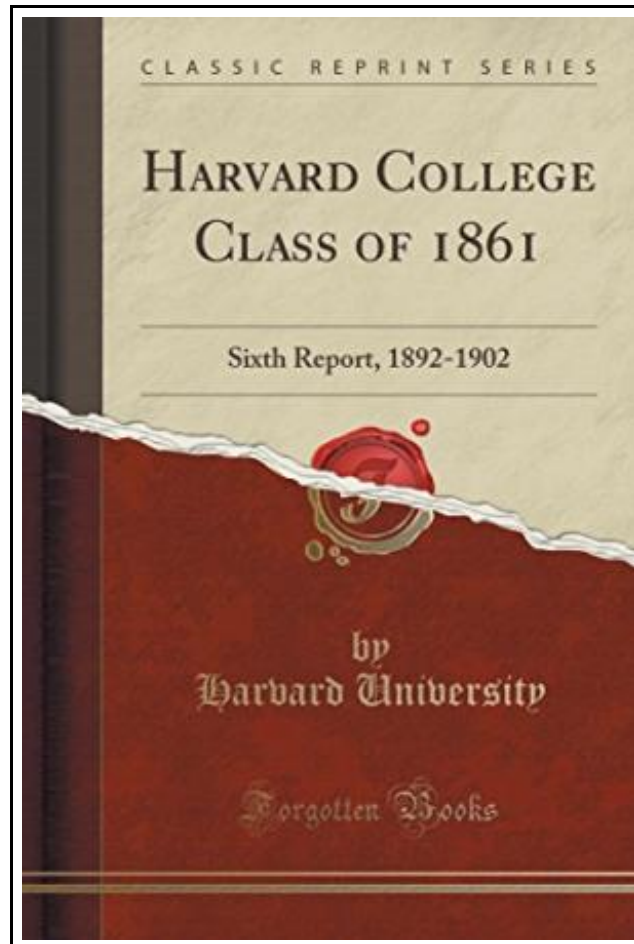 CLASSIC REPRINT SERIES
HARVARD COLLEGE
CLASS OF 1861
Sixth Report, 1892-1902
F
by
Harvard University
Forgotten Books